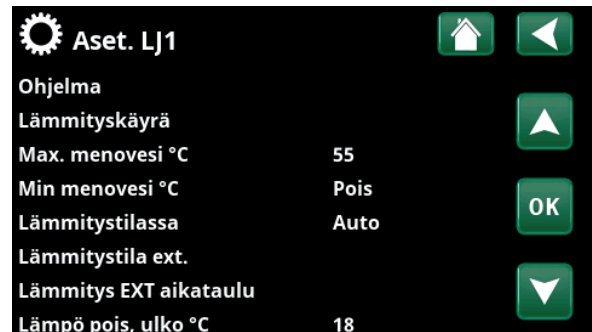 Aset. LJ1
Ohjelma
Lämmityskäyrä
Max. menovesi °C 55
Min menovesi °C Pois
OK
Lämmitystilassa Auto
Lämmitystila ext.
Lämmitys EXT aikataulu
Lämpö pois, ulko °C 18